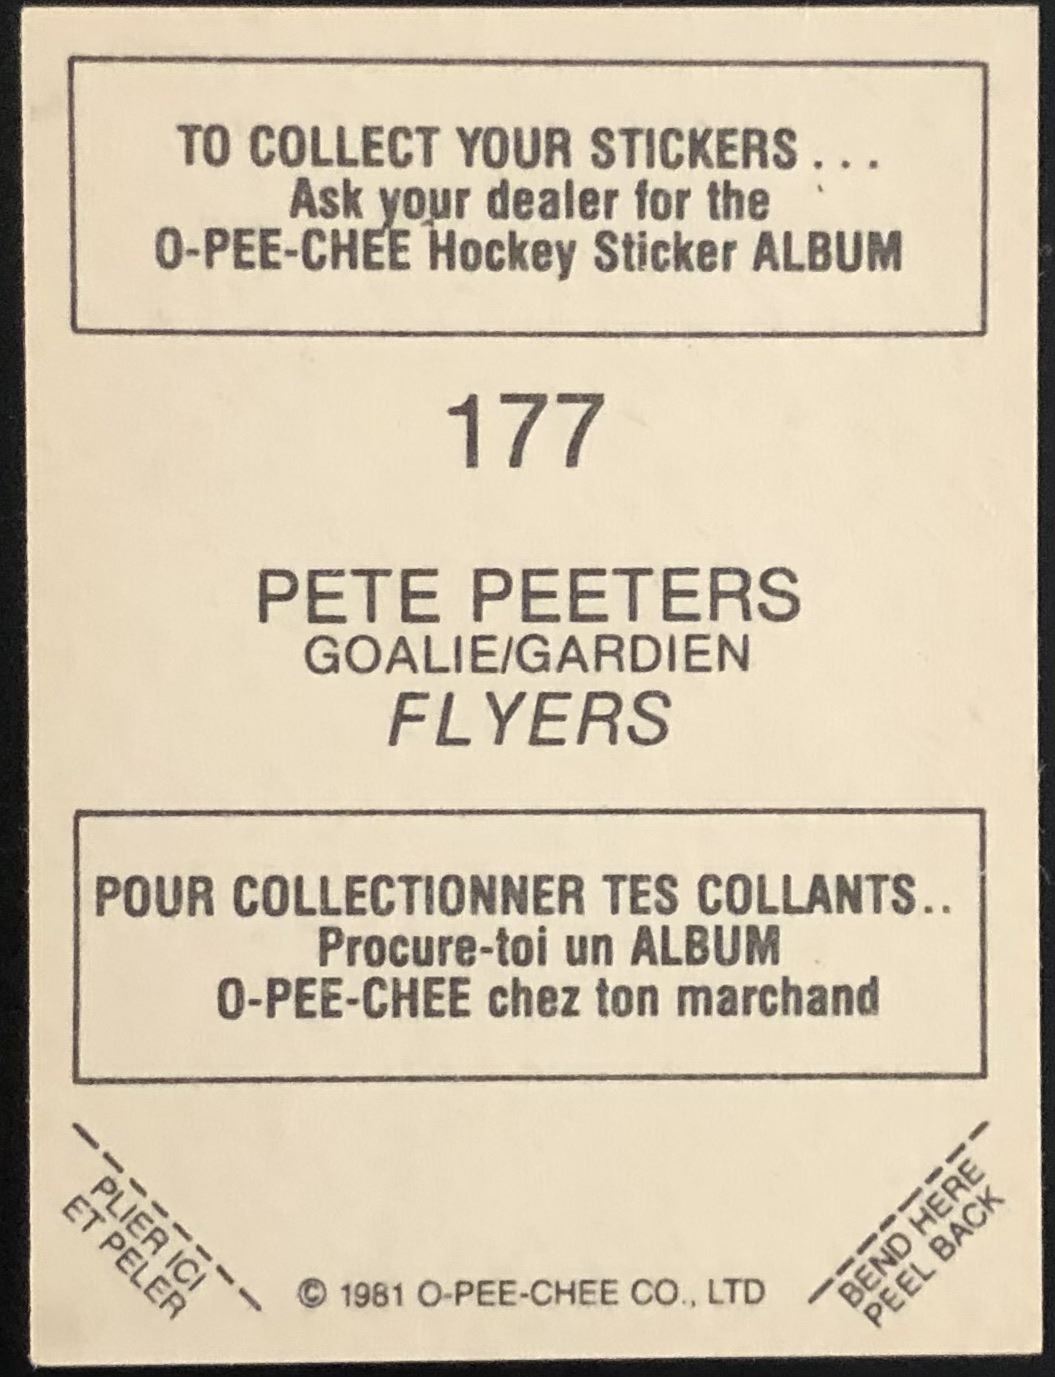 TO COLLECT YOUR STICKERS . . .
Ask your dealer for the
O-PEE-CHEE Hockey Sticker ALBUM
177
PETE PEETERS
GOALIE/GARDIEN
FLYERS
POUR COLLECTIONNER TES COLLANTS..
Procure-toi un ALBUM
O-PEE-CHEE chez ton marchand
PLIER ICI
ET PELER
© 1981 O-PEE-CHEE CO., LTD
BEND HERE
PEEL BACK